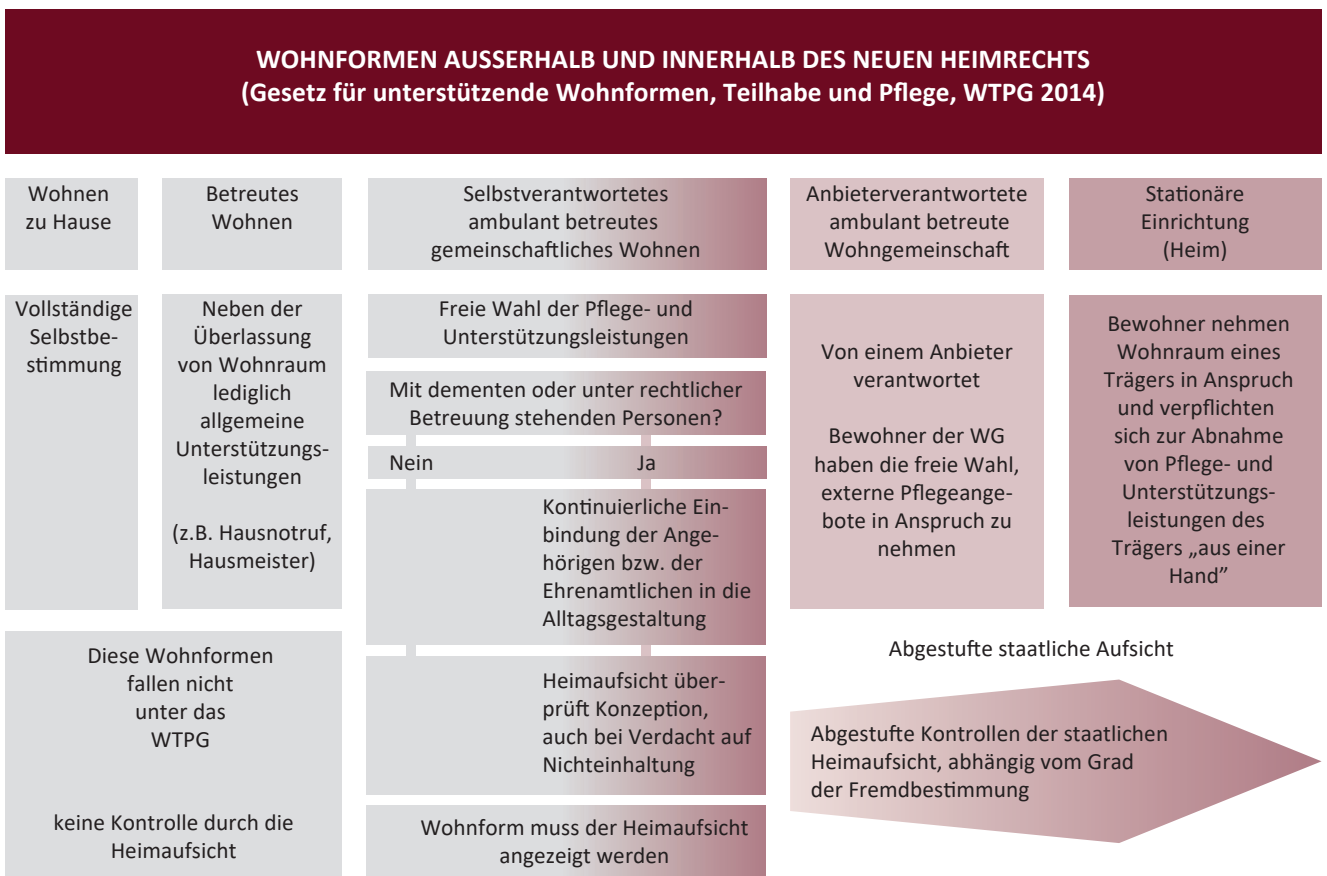 WOHNFORMEN AUSSERHALB UND INNERHALB DES NEUEN HEIMRECHTS
(Gesetz für unterstützende Wohnformen, Teilhabe und Pflege, WTPG 2014)
Wohnen
zu Hause
Betreutes
Wohnen
Selbstverantwortetes
ambulant betreutes
gemeinschaftliches Wohnen
Anbieterverantwortete
ambulant betreute
Wohngemeinschaft
Stationäre
Einrichtung
(Heim)
Vollständige
Selbstbe-
stimmung
Neben der
Überlassung
von Wohnraum
lediglich
allgemeine
Unterstützungs-
leistungen
(z.B. Hausnotruf,
Hausmeister)
Diese Wohnformen
fallen nicht
unter das
WTPG
keine Kontrolle durch die
Heimaufsicht
Freie Wahl der Pflege- und
Unterstützungsleistungen
Mit dementen oder unter rechtlicher
Betreuung stehenden Personen?
Nein Ja
Kontinuierliche Ein-
bindung der Ange-
hörigen bzw. der
Ehrenamtlichen in die
Alltagsgestaltung
Heimaufsicht über-
prüft Konzeption,
auch bei Verdacht auf
Nichteinhaltung
Wohnform muss der Heimaufsicht
angezeigt werden
Von einem Anbieter
verantwortet
Bewohner der WG
haben die freie Wahl,
externe Pflegeange-
bote in Anspruch zu
nehmen
Bewohner nehmen
Wohnraum eines
Trägers in Anspruch
und verpflichten
sich zur Abnahme
von Pflege- und
Unterstützungs-
leistungen des
Trägers „aus einer
Hand”
Abgestufte staatliche Aufsicht
Abgestufte Kontrollen der staatlichen
Heimaufsicht, abhängig vom Grad
der Fremdbestimmung